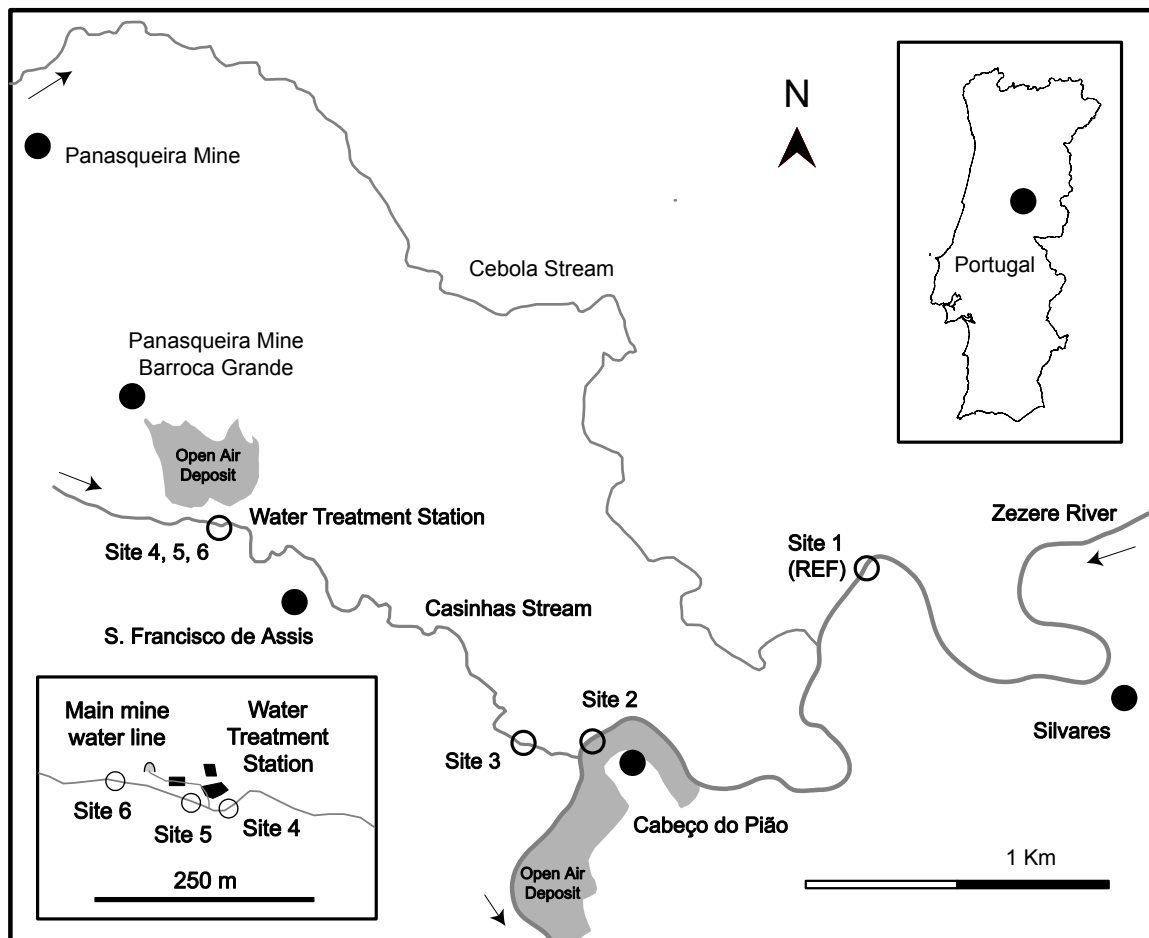 N
Panasqueira Mine
Cebola Stream
Portugal
Panasqueira Mine
Barroca Grande
Open Air
Deposit
Water Treatment Station
Site 4, 5, 6
Zezere River
Site 1
(REF)
Casinhas Stream
S. Francisco de Assis
Site 2
Silvares
Site 3
Cabeço do Pião
Main mine
water line
Water
Treatment
Station
Site 6
Site 5
Site 4
250 m
Open Air
Deposit
1 Km